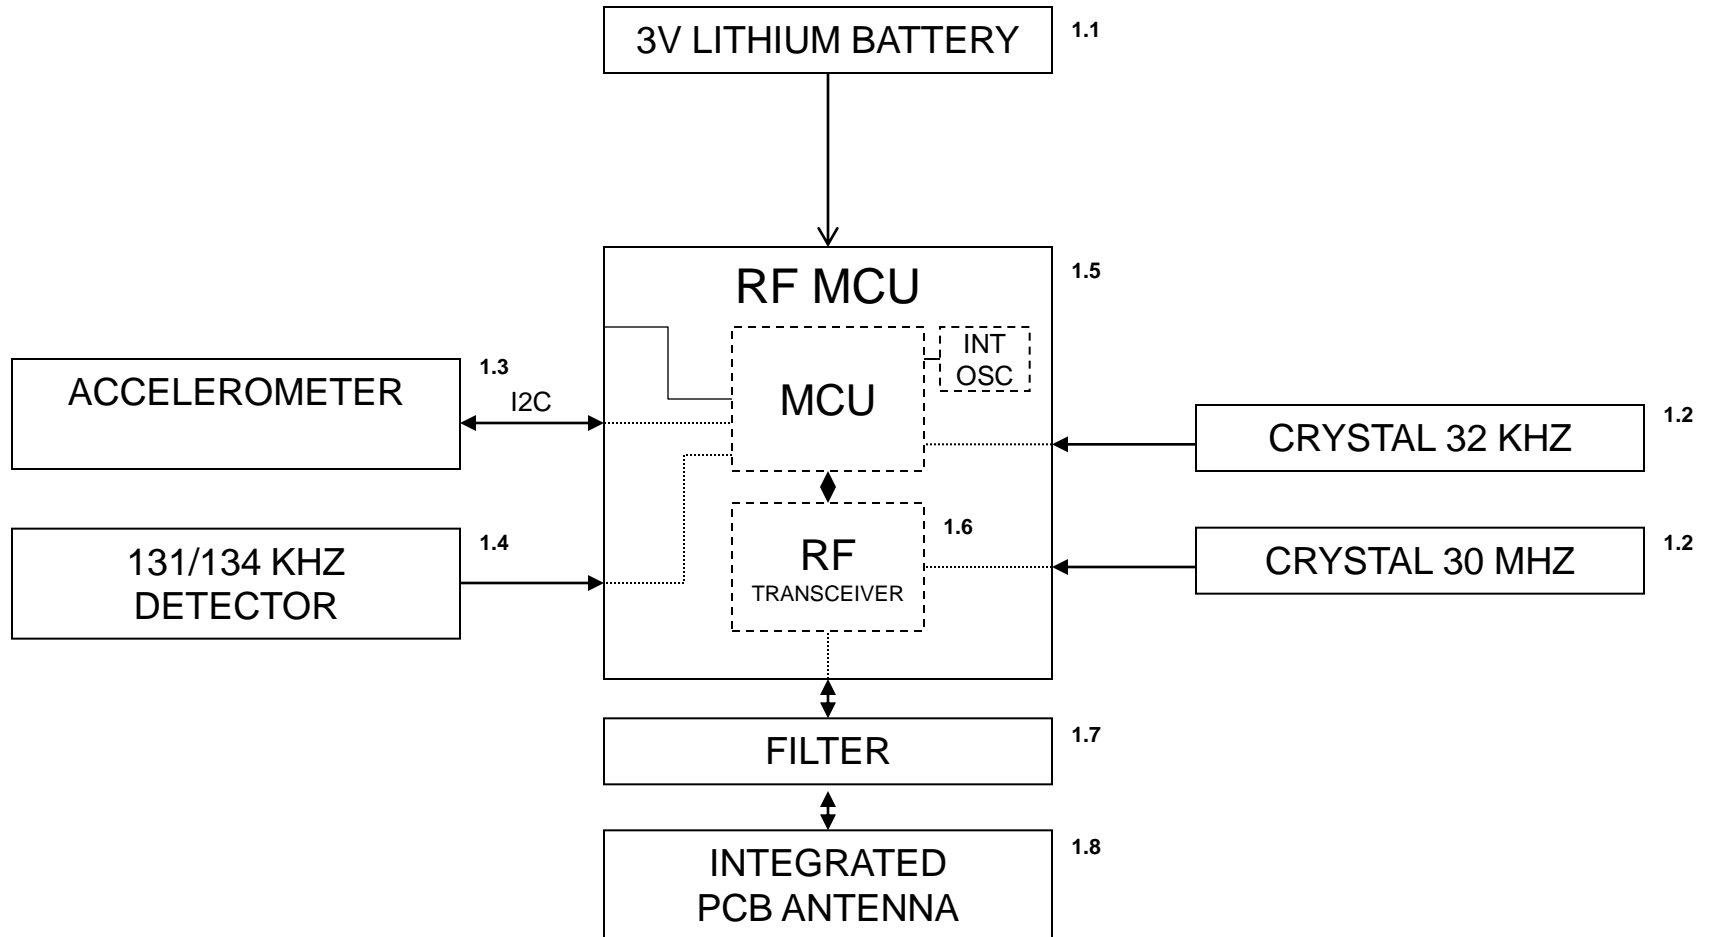 3V LITHIUM BATTERY
1.1
RF MCU
1.5
INT
OSC
MCU
ACCELEROMETER
1.3
I2C
CRYSTAL 32 KHZ
1.2
131/134 KHZ
DETECTOR
1.4
RF
TRANSCEIVER
1.6
CRYSTAL 30 MHZ
1.2
FILTER
1.7
INTEGRATED
PCB ANTENNA
1.8